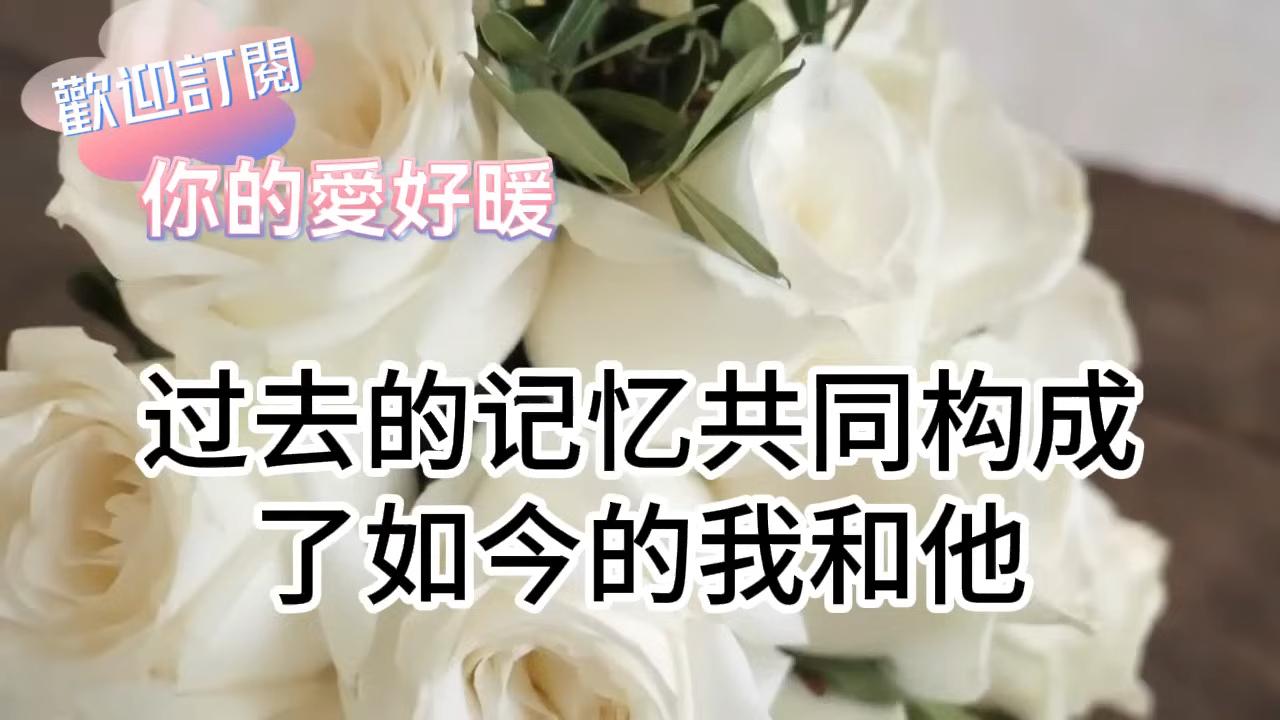 歡迎訂閱
你的愛好暖
过去的记忆共同构成
了如今的我和他